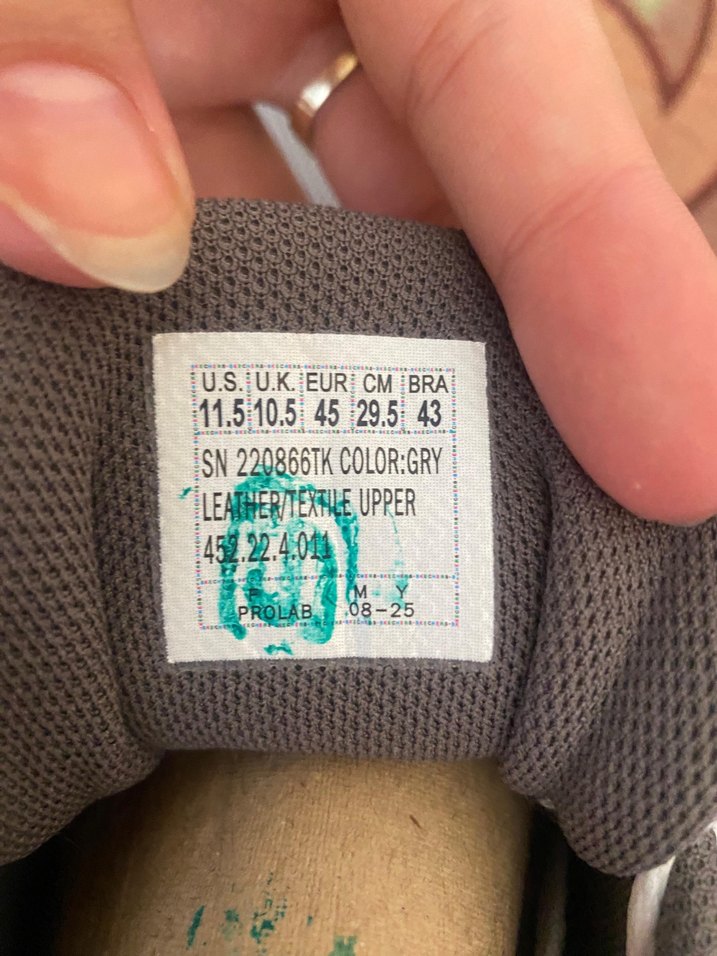 U.S. U.K. EUR CM BRA
11.5 10.5 45 29.5 43
SN 220866TK COLOR:GRY
LEATHER/TEXTILE UPPER
452.22.4.011
F M Y
PROLAB 08-25